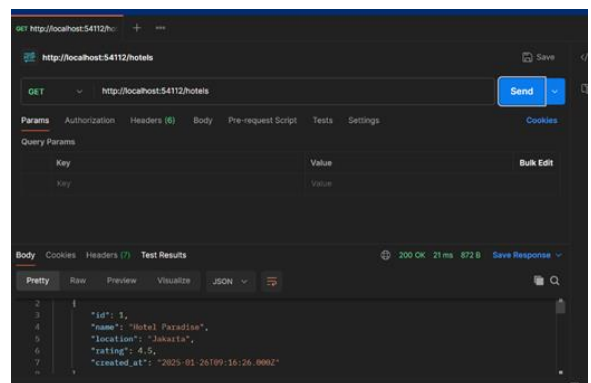 GET http://localhost:54112/ho + •••
http://localhost:54112/hotels Save
GET http://localhost:54112/hotels Send
Params Authorization Headers (6) Body Pre-request Script Tests Settings Cookies
Query Params
Key Value Bulk Edit
Key Value
Body Cookies Headers (7) Test Results 200 OK 21 ms 872 B Save Response
Pretty Raw Preview Visualize JSON
2 {
3 "id": 1,
4 "name": "Hotel Paradise",
5 "location": "Jakarta",
6 "rating": 4.5,
7 "created_at": "2025-01-26T09:16:26.000Z"